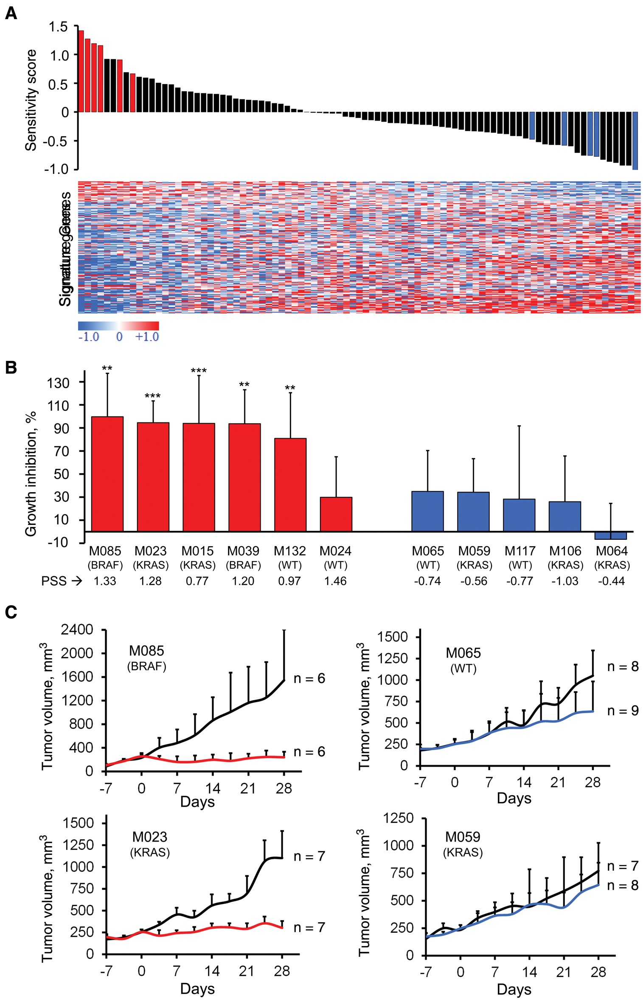 A
1.5
1.0
0.5
0
-0.5
-1.0
Sensitivity score
-1.0 0 +1.0
B
** *** *** ** **
130
110
90
70
50
30
10
-10
Growth inhibition, %
M085 M023 M015 M039 M132 M024 M065 M059 M117 M106 M064
(BRAF) (KRAS) (KRAS) (BRAF) (WT) (WT) (WT) (KRAS) (WT) (KRAS) (KRAS)
PSS → 1.33 1.28 0.77 1.20 0.97 1.46 -0.74 -0.56 -0.77 -1.03 -0.44
C
Tumor volume, mm³
2400
2000
1600
1200
800
400
0
M085
(BRAF)
n = 6
n = 6
-7 0 7 14 21 28
Days
Tumor volume, mm³
1500
1250
1000
750
500
250
0
M065
(WT)
n = 8
n = 9
-7 0 7 14 21 28
Days
Tumor volume, mm³
1500
1250
1000
750
500
250
0
M023
(KRAS)
n = 7
n = 7
-7 0 7 14 21 28
Days
Tumor volume, mm³
1250
1000
750
500
250
0
M059
(KRAS)
n = 7
n = 8
-7 0 7 14 21 28
Days